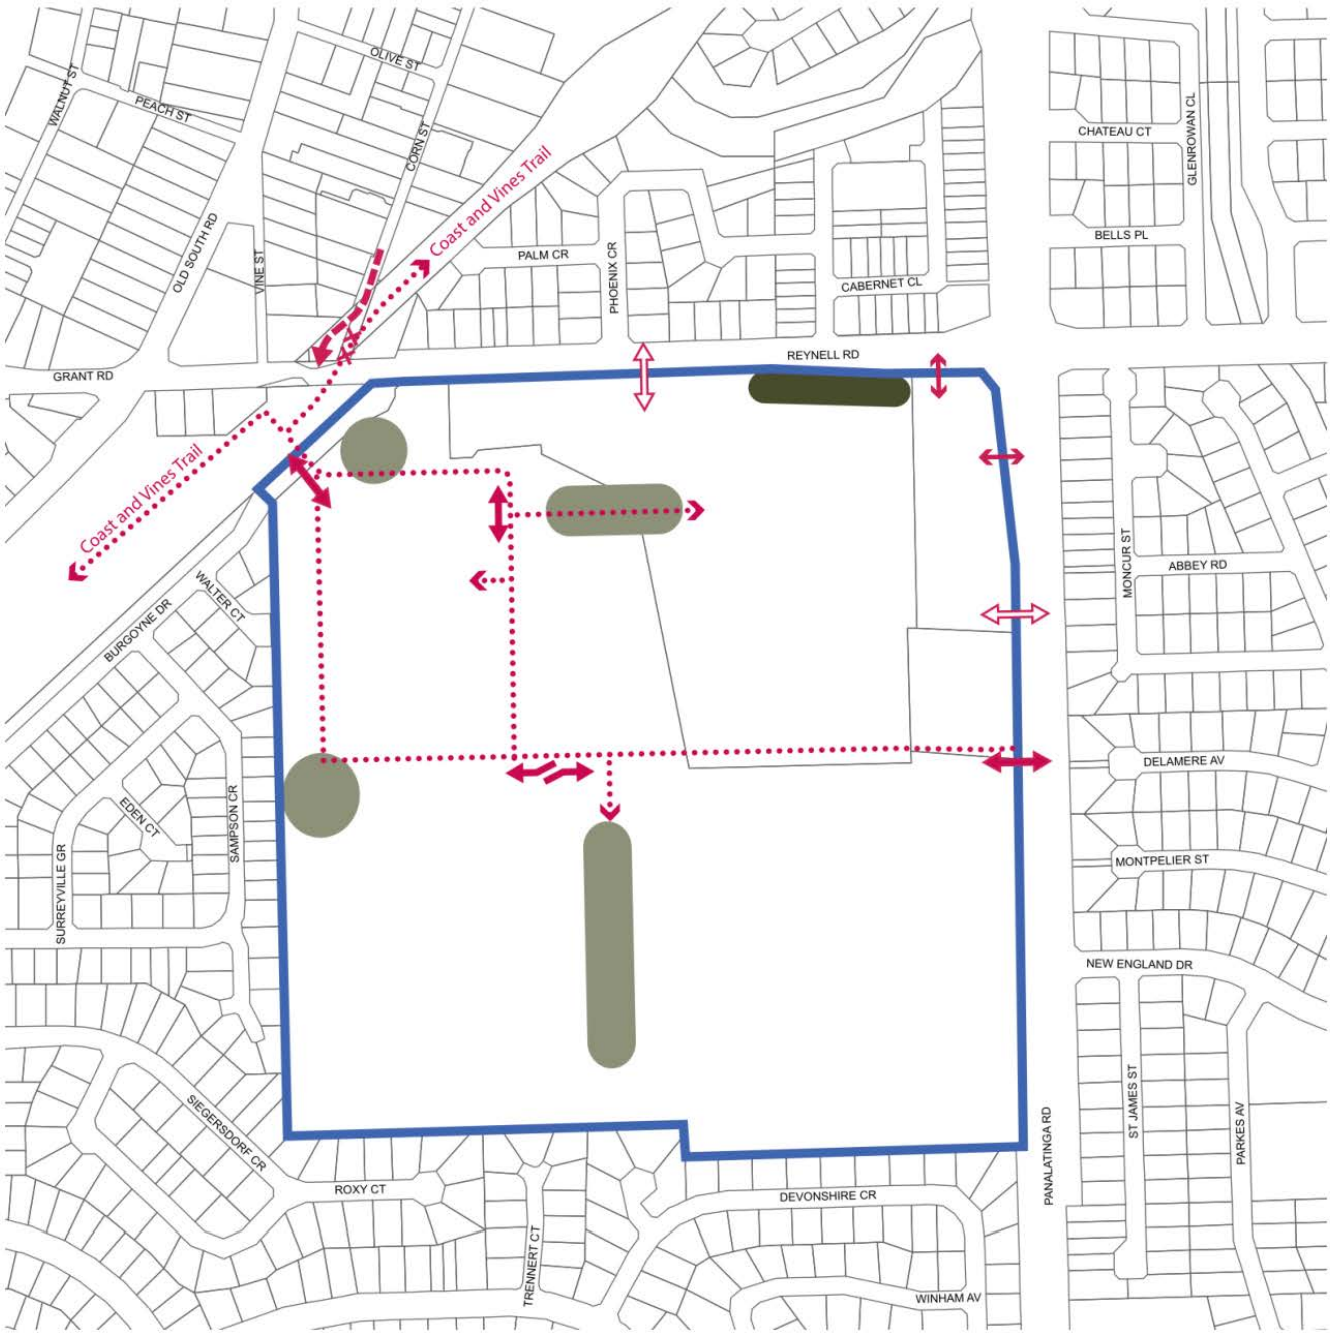 OLIVE ST
WALNUT ST
PEACH ST
CORN ST
CHATEAU CT
GLENROWAN CL
Coast and Vines Trail
OLD SOUTH RD
VINE ST
PALM CR
PHOENIX CR
BELLS PL
CABERNET CL
REYNELL RD
GRANT RD
Coast and Vines Trail
MONCUR ST
ABBEY RD
WALTER CT
BURGOYNE DR
DELAMERE AV
EDEN CT
SAMPSON CR
SURREYVILLE GR
MONTPELIER ST
NEW ENGLAND DR
SIEGERSDORF CR
ST JAMES ST
PARKES AV
PANALATINGA RD
ROXY CT
DEVONSHIRE CR
TRENNERT CT
WINHAM AV